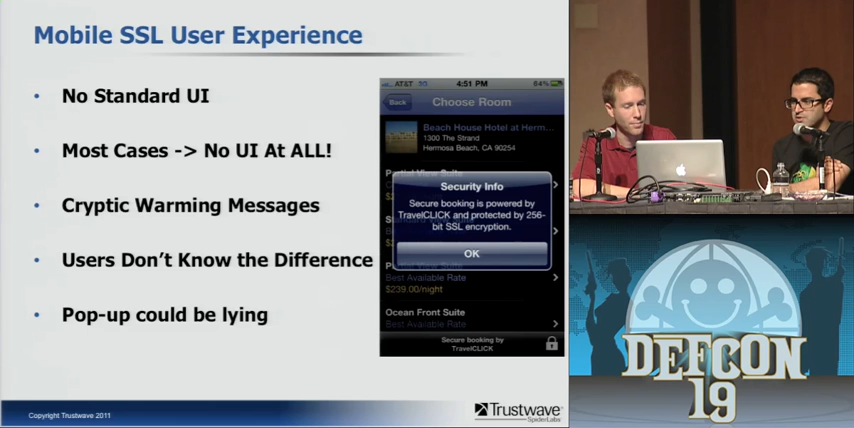 Mobile SSL User Experience
• No Standard UI
• Most Cases -> No UI At ALL!
• Cryptic Warming Messages
• Users Don't Know the Difference
• Pop-up could be lying
AT&T 3G 4:51 PM 64%
Back Choose Room
Beach House Hotel at Herm...
1300 The Strand
Hermosa Beach, CA 90254
Security Info
Secure booking is powered by
TravelCLICK and protected by 256-
bit SSL encryption.
OK
Best Available Rate
$239.00/night
Ocean Front Suite
Best Available Rate
Secure booking by
TravelCLICK
Copyright Trustwave 2011
Trustwave®
SpiderLabs
DEFCON
19